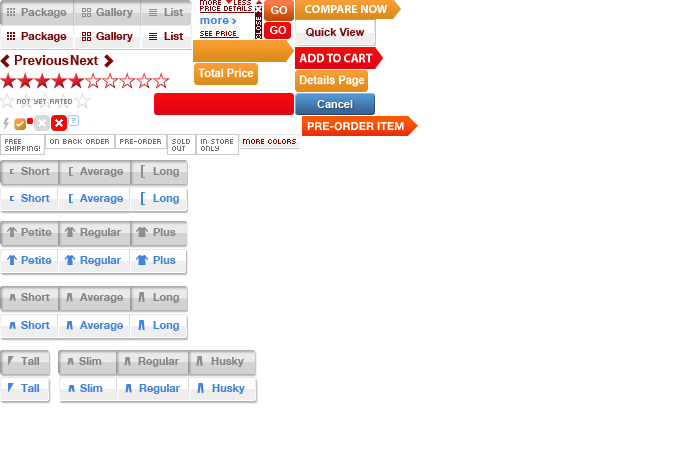 Package Gallery List
Package Gallery List
MORE LESS
PRICE DETAILS
more ›
SEE PRICE
CLOSE X
GO
GO
COMPARE NOW
Quick View
Previous Next
ADD TO CART
Total Price
Details Page
NOT YET RATED
Cancel
?
PRE-ORDER ITEM
FREE SHIPPING!
ON BACK ORDER
PRE-ORDER
SOLD OUT
IN STORE ONLY
MORE COLORS
Short Average Long
Short Average Long
Petite Regular Plus
Petite Regular Plus
Short Average Long
Short Average Long
Tall Slim Regular Husky
Tall Slim Regular Husky